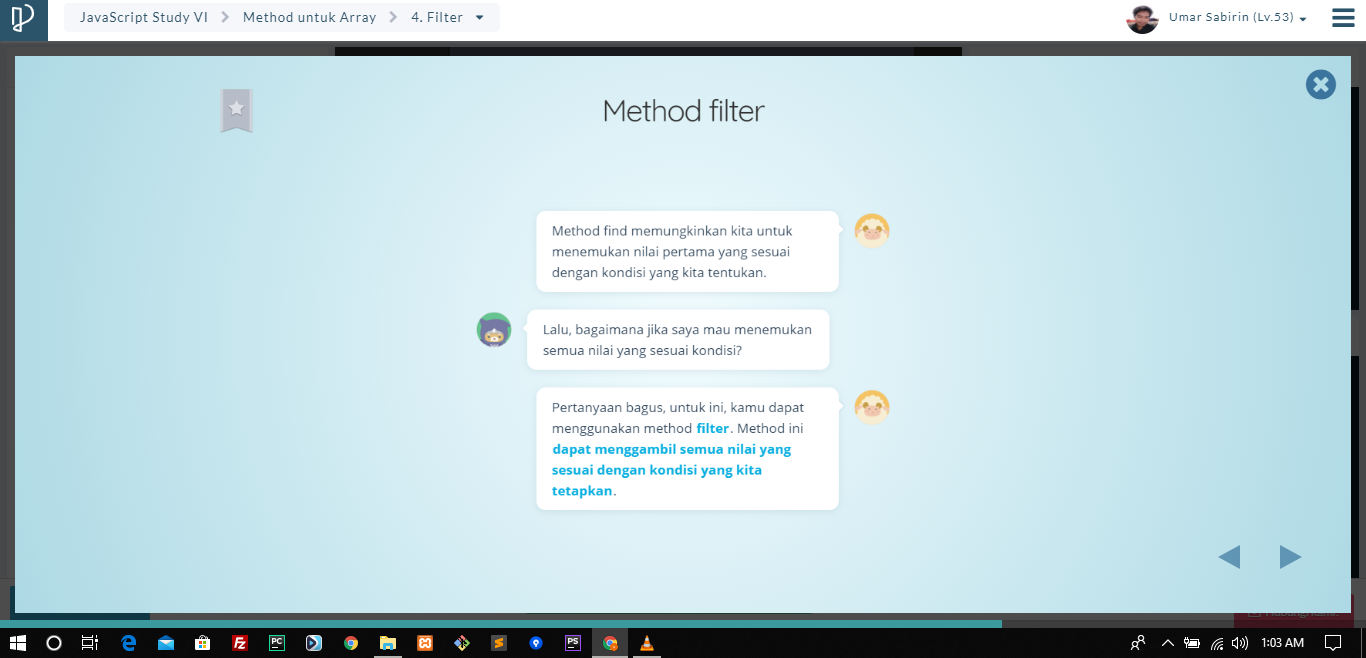 JavaScript Study VI
Method untuk Array
4. Filter
Umar Sabirin (Lv.53)
Method filter
Method find memungkinkan kita untuk
menemukan nilai pertama yang sesuai
dengan kondisi yang kita tentukan.
Lalu, bagaimana jika saya mau menemukan
semua nilai yang sesuai kondisi?
Pertanyaan bagus, untuk ini, kamu dapat
menggunakan method filter. Method ini
dapat menggambil semua nilai yang
sesuai dengan kondisi yang kita
tetapkan.
FZ
PC
PS
1:03 AM